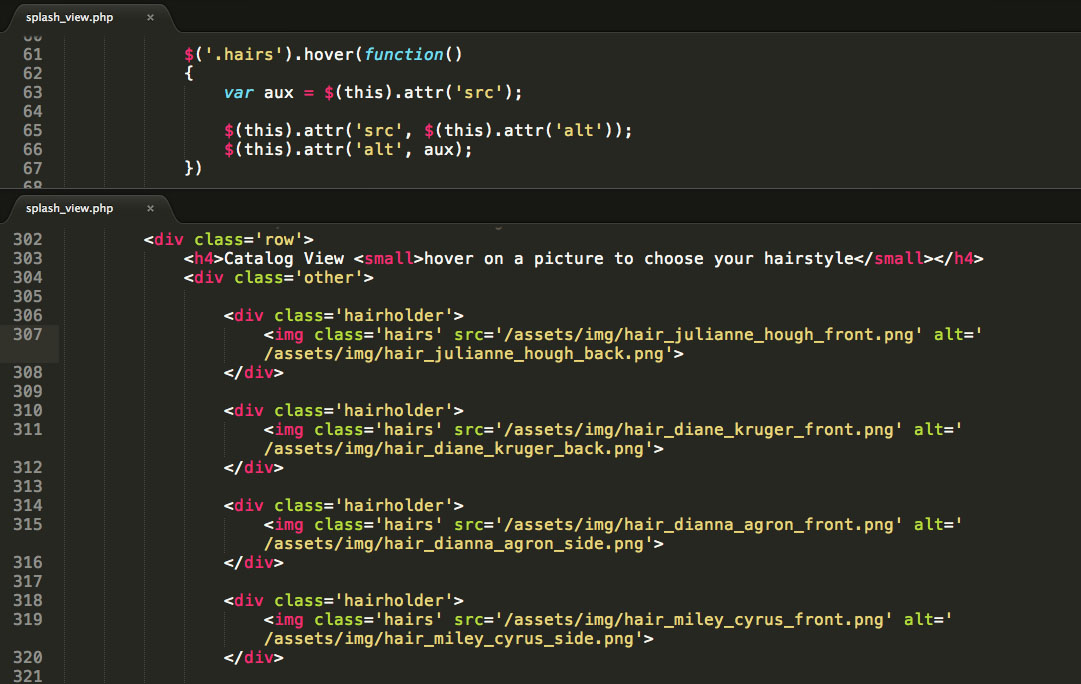 splash_view.php ×
60
61 $('.hairs').hover(function()
62 {
63 var aux = $(this).attr('src');
64
65 $(this).attr('src', $(this).attr('alt'));
66 $(this).attr('alt', aux);
67 })
68
splash_view.php ×
302 <div class='row'>
303 <h4>Catalog View <small>hover on a picture to choose your hairstyle</small></h4>
304 <div class='other'>
305
306 <div class='hairholder'>
307 <img class='hairs' src='/assets/img/hair_julianne_hough_front.png' alt='
/assets/img/hair_julianne_hough_back.png'>
308 </div>
309
310 <div class='hairholder'>
311 <img class='hairs' src='/assets/img/hair_diane_kruger_front.png' alt='
/assets/img/hair_diane_kruger_back.png'>
312 </div>
313
314 <div class='hairholder'>
315 <img class='hairs' src='/assets/img/hair_dianna_agron_front.png' alt='
/assets/img/hair_dianna_agron_side.png'>
316 </div>
317
318 <div class='hairholder'>
319 <img class='hairs' src='/assets/img/hair_miley_cyrus_front.png' alt='
/assets/img/hair_miley_cyrus_side.png'>
320 </div>
321